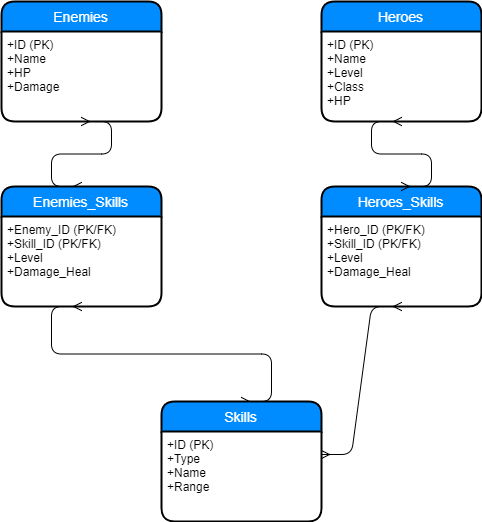 Enemies
+ID (PK)
+Name
+HP
+Damage
Heroes
+ID (PK)
+Name
+Level
+Class
+HP
Enemies_Skills
+Enemy_ID (PK/FK)
+Skill_ID (PK/FK)
+Level
+Damage_Heal
Heroes_Skills
+Hero_ID (PK/FK)
+Skill_ID (PK/FK)
+Level
+Damage_Heal
Skills
+ID (PK)
+Type
+Name
+Range